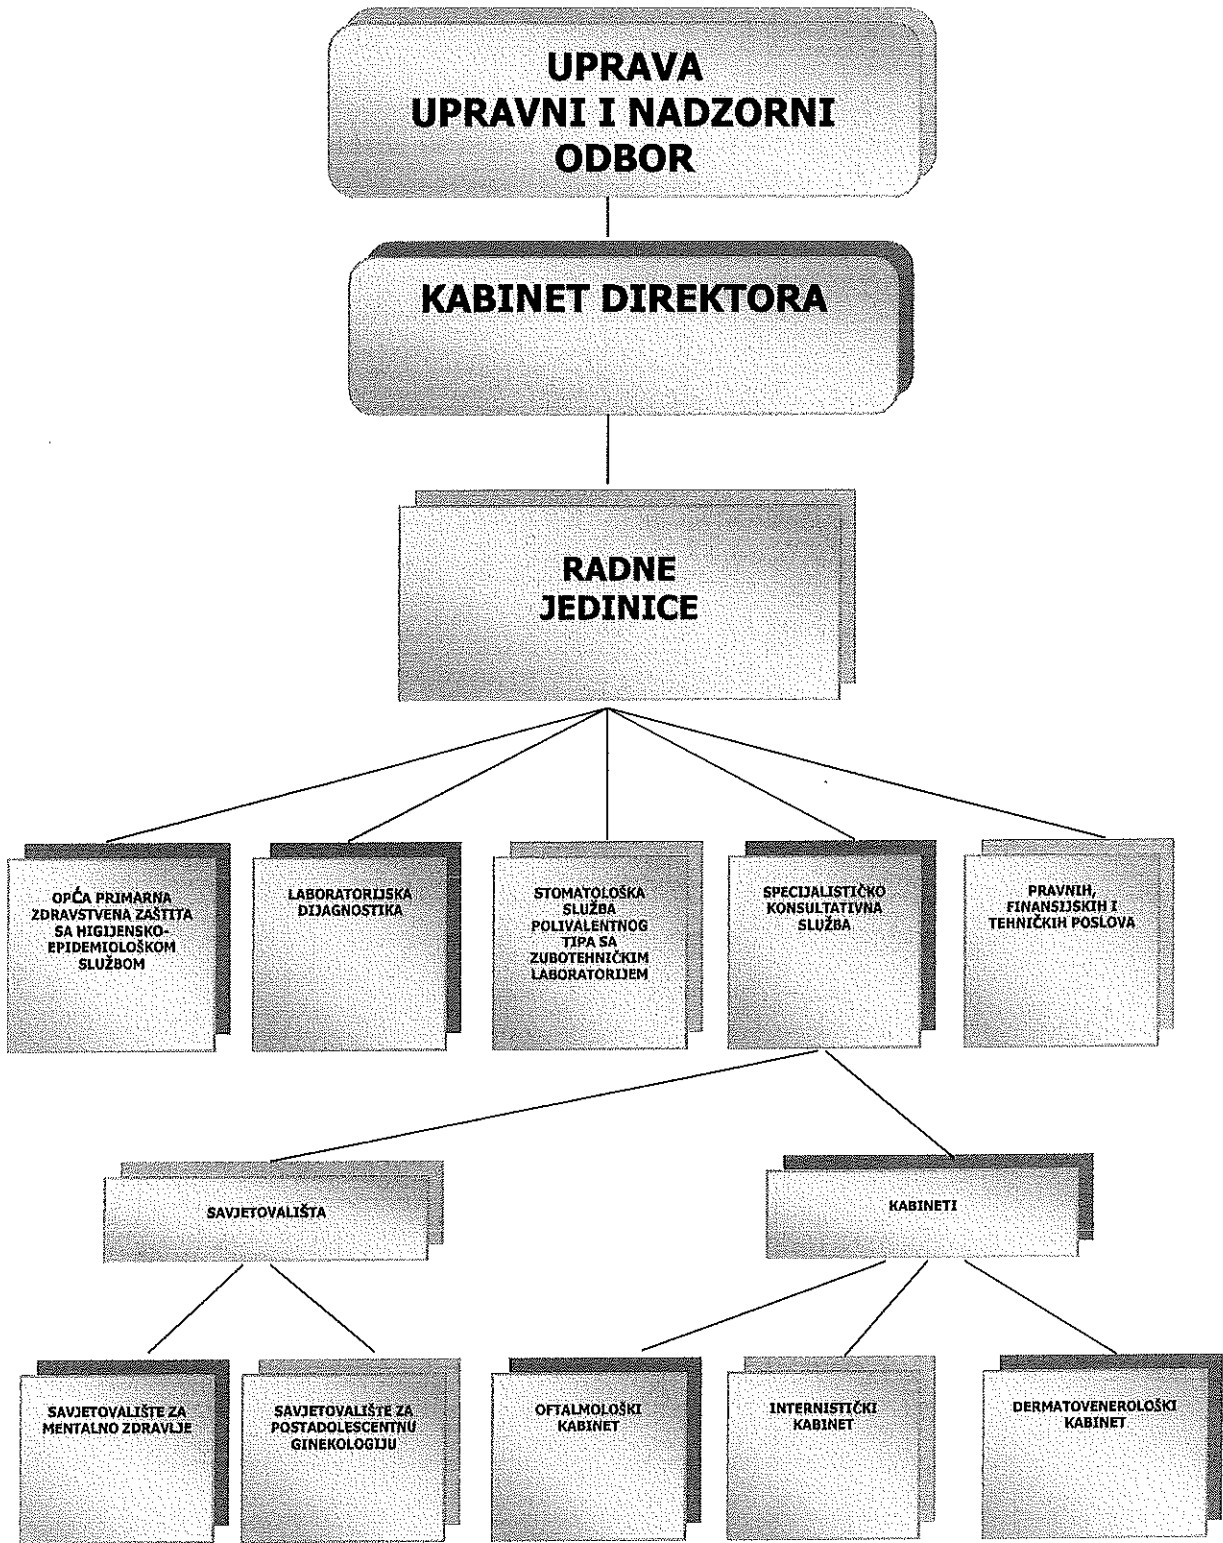 UPRAVA
UPRAVNI I NADZORNI
ODBOR
KABINET DIREKTORA
RADNE
JEDINICE
OPĆA PRIMARNA
ZDRAVSTVENA ZAŠTITA
SA HIGIJENSKO-
EPIDEMIOLOŠKOM
SLUŽBOM
LABORATORIJSKA
DIJAGNOSTIKA
STOMATOLOŠKA
SLUŽBA
POLIVALENTNOG
TIPA SA
ZUBOTEHNIČKIM
LABORATORIJEM
SPECIJALISTIČKO
KONSULTATIVNA
SLUŽBA
PRAVNIH,
FINANSIJSKIH I
TEHNIČKIH POSLOVA
SAVJETOVALIŠTA
KABINETI
SAVJETOVALIŠTE ZA
MENTALNO ZDRAVLJE
SAVJETOVALIŠTE ZA
POSTADOLESCENTNU
GINEKOLOGIJU
OFTALMOLOŠKI
KABINET
INTERNISTIČKI
KABINET
DERMATOVENEROLOŠKI
KABINET